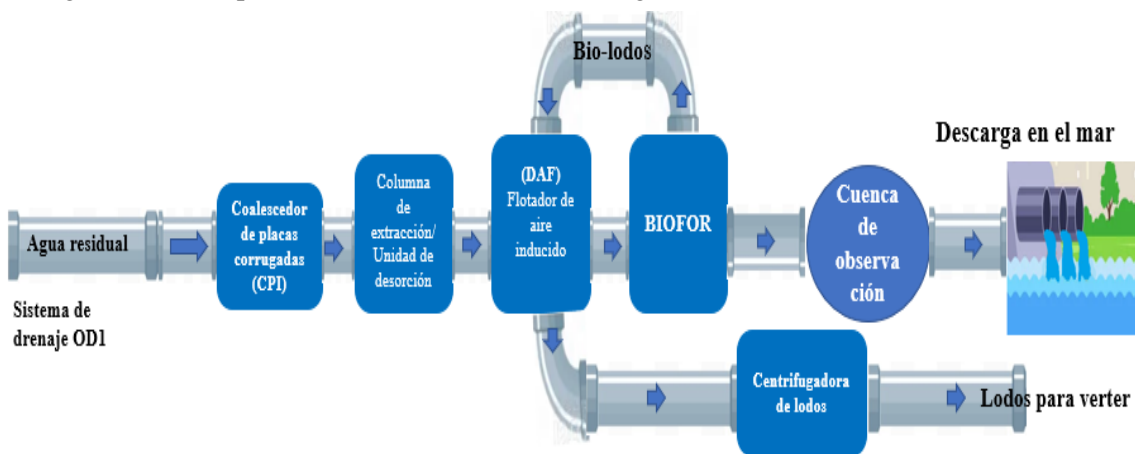 Bio-lodos
Descarga en el mar
Agua residual
Coalescedor
de placas
corrugadas
(CPI)
Columna
de
extracción/
Unidad de
desorción
(DAF)
Flotador de
aire
inducido
BIOFOR
Cuenca
de
observa
ción
Sistema de
drenaje OD1
Centrifugadora
de lodos
Lodos para verter